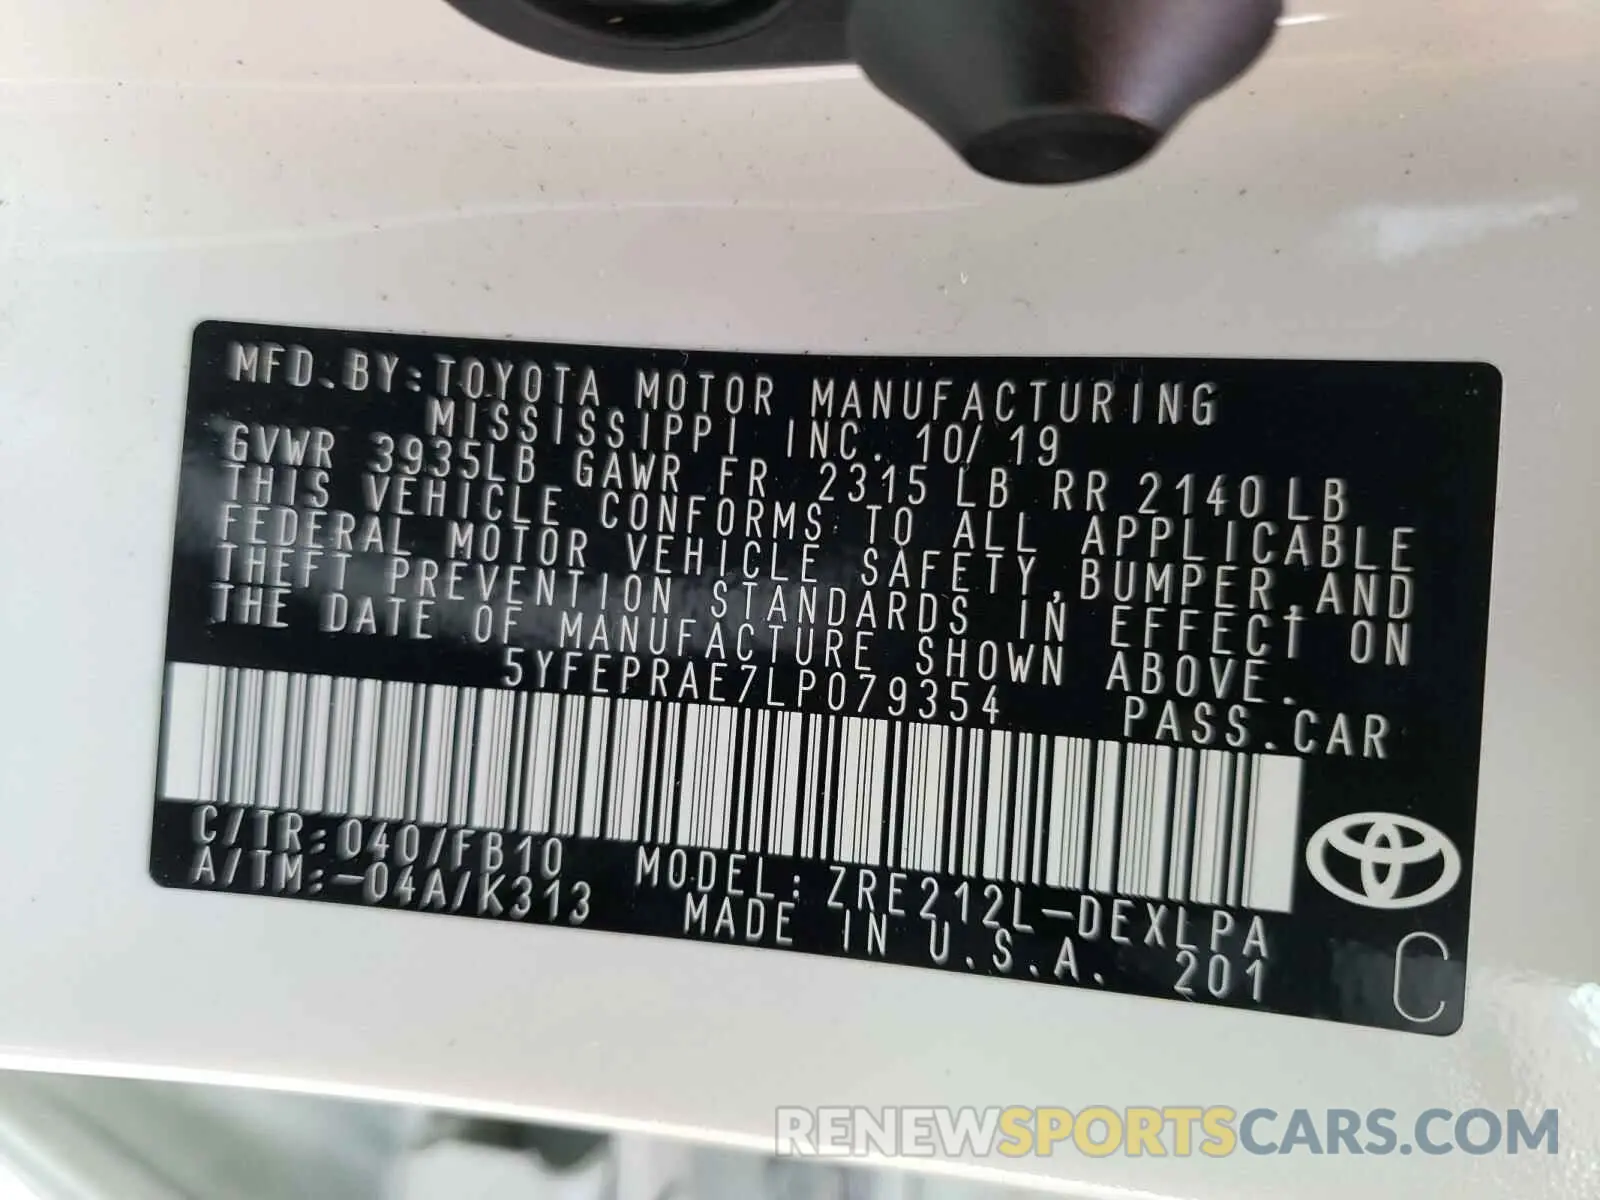 MFD.BY:TOYOTA MOTOR MANUFACTURING
MISSISSIPPI INC. 10/19
GVWR 3935LB GAWR FR 2315LB RR 2140LB
THIS VEHICLE CONFORMS TO ALL APPLICABLE
FEDERAL MOTOR VEHICLE SAFETY,BUMPER,AND
THEFT PREVENTION STANDARDS IN EFFECT ON
THE DATE OF MANUFACTURE SHOWN ABOVE.
5YFEPRAE7LP079354 PASS.CAR
C/TR:040/FB10 MODEL:ZRE212L-DEXLPA
A/TM:-04A/K313 MADE IN U.S.A. 201
C
RENEWSPORTSCARS.COM